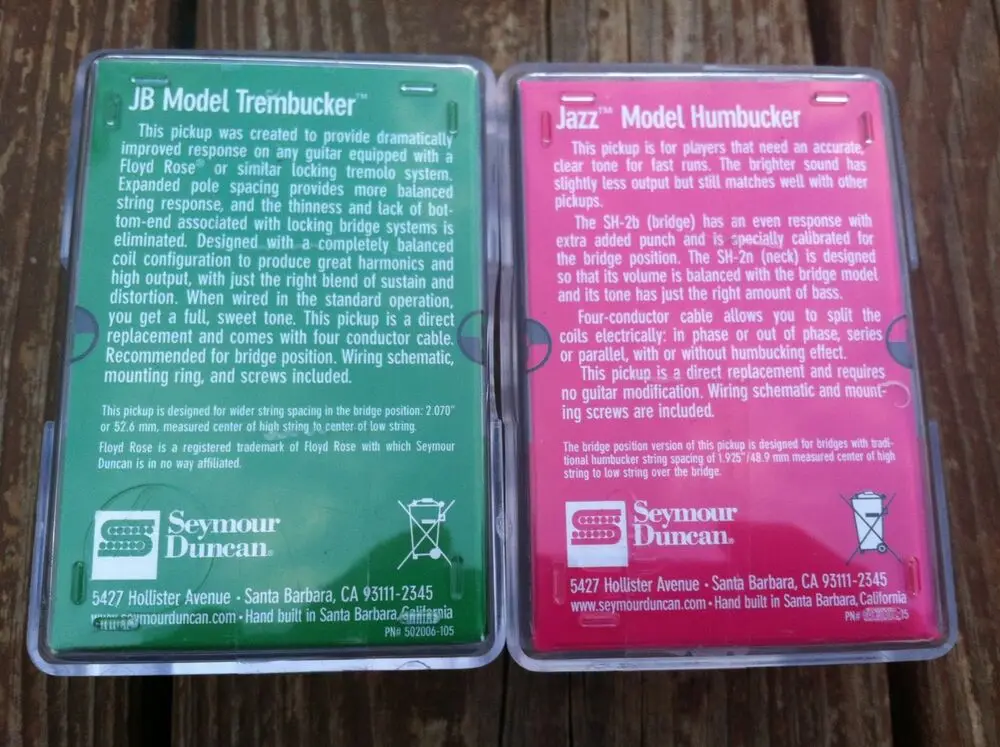 JB Model Trembucker™
This pickup was created to provide dramatically
improved response on any guitar equipped with a
Floyd Rose® or similar locking tremolo system.
Expanded pole spacing provides more balanced
string response, and the thinness and lack of bot-
tom-end associated with locking bridge systems is
eliminated. Designed with a completely balanced
coil configuration to produce great harmonics and
high output, with just the right blend of sustain and
distortion. When wired in the standard operation,
you get a full, sweet tone. This pickup is a direct
replacement and comes with four conductor cable.
Recommended for bridge position. Wiring schematic,
mounting ring, and screws included.
This pickup is designed for wider string spacing in the bridge position: 2.070"
or 52.6 mm, measured center of high string to center of low string.
Floyd Rose is a registered trademark of Floyd Rose with which Seymour
Duncan is in no way affiliated.
Seymour
Duncan®
5427 Hollister Avenue • Santa Barbara, CA 93111-2345
www.seymourduncan.com • Hand built in Santa Barbara, California
PN# 502006-105
Jazz™ Model Humbucker
This pickup is for players that need an accurate,
clear tone for fast runs. The brighter sound has
slightly less output but still matches well with other
pickups.
The SH-2b (bridge) has an even response with
extra added punch and is specially calibrated for
the bridge position. The SH-2n (neck) is designed
so that its volume is balanced with the bridge model
and its tone has just the right amount of bass.
Four-conductor cable allows you to split the
coils electrically: in phase or out of phase, series
or parallel, with or without humbucking effect.
This pickup is a direct replacement and requires
no guitar modification. Wiring schematic and mount-
ing screws are included.
The bridge position version of this pickup is designed for bridges with tradi-
tional humbucker string spacing of 1.925"/48.9 mm measured center of high
string to low string over the bridge.
Seymour
Duncan®
5427 Hollister Avenue • Santa Barbara, CA 93111-2345
www.seymourduncan.com • Hand built in Santa Barbara, California
PN#